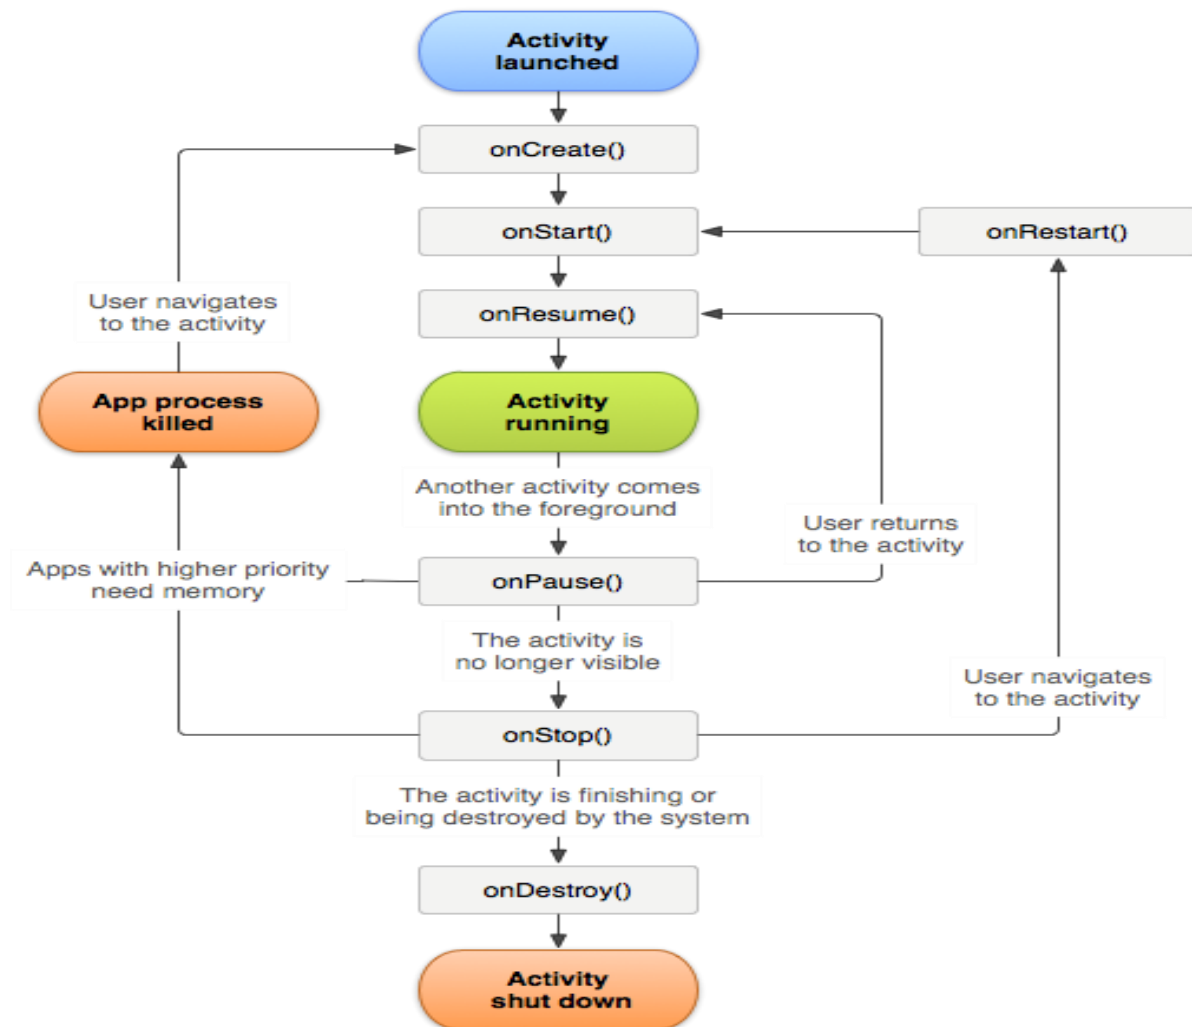 Activity
launched
onCreate()
onStart()
onRestart()
onResume()
User navigates
to the activity
App process
killed
Activity
running
Another activity comes
into the foreground
User returns
to the activity
Apps with higher priority
need memory
onPause()
The activity is
no longer visible
User navigates
to the activity
onStop()
The activity is finishing or
being destroyed by the system
onDestroy()
Activity
shut down